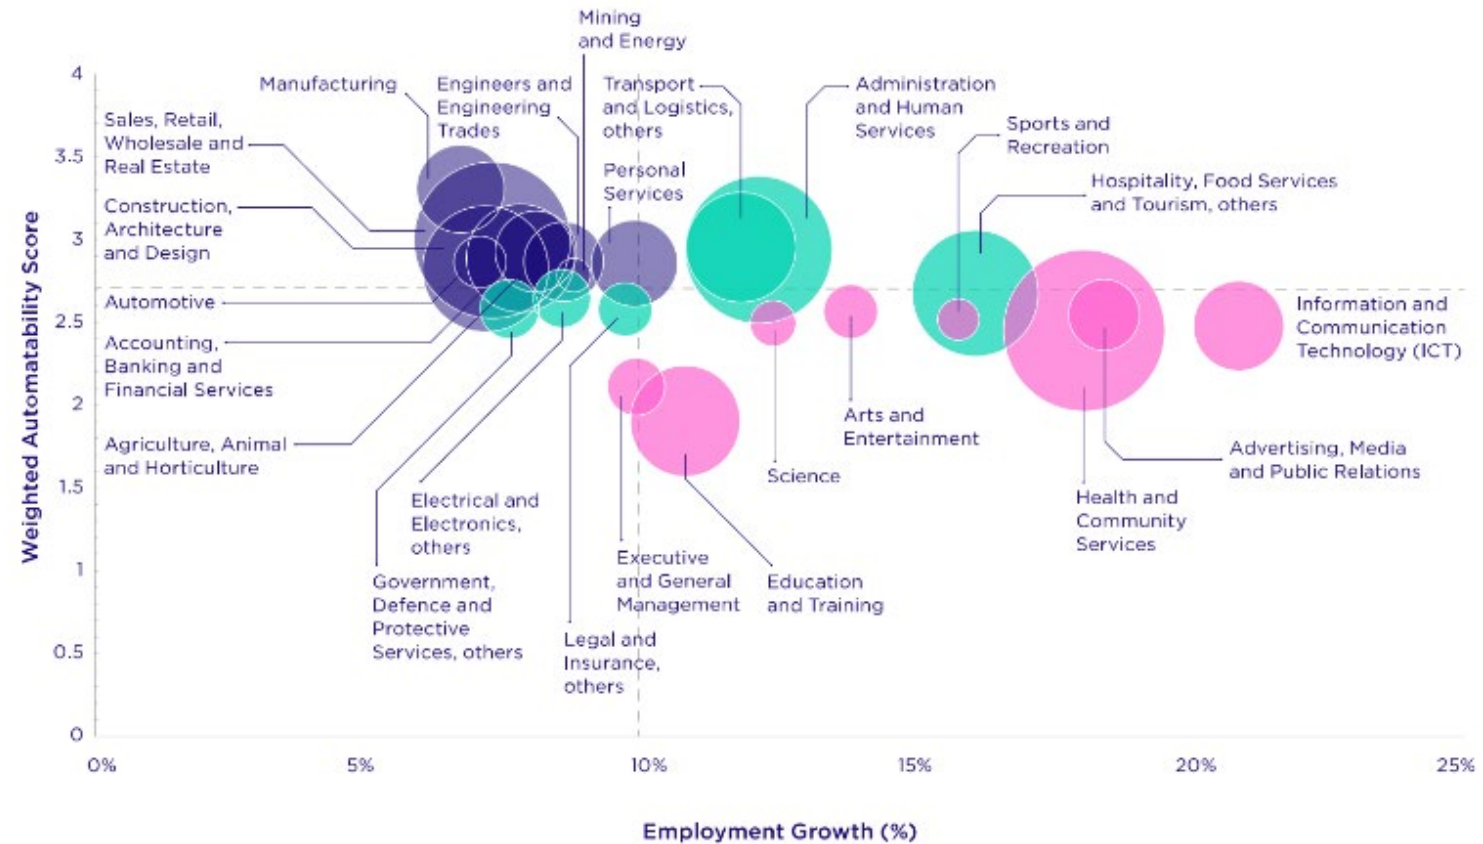 Mining
and Energy
Manufacturing
Engineers and
Engineering
Trades
Transport
and Logistics,
others
Administration
and Human
Services
Sports and
Recreation
Sales, Retail,
Wholesale and
Real Estate
Personal
Services
Hospitality, Food Services
and Tourism, others
Construction,
Architecture
and Design
Automotive
Information and
Communication
Technology (ICT)
Accounting,
Banking and
Financial Services
Agriculture, Animal
and Horticulture
Arts and
Entertainment
Advertising, Media
and Public Relations
Science
Electrical and
Electronics,
others
Health and
Community
Services
Executive
and General
Management
Education
and Training
Government,
Defence and
Protective
Services, others
Legal and
Insurance,
others
Weighted Automatability Score
4
3.5
3
2.5
2
1.5
1
0.5
0
0%
5%
10%
15%
20%
25%
Employment Growth (%)